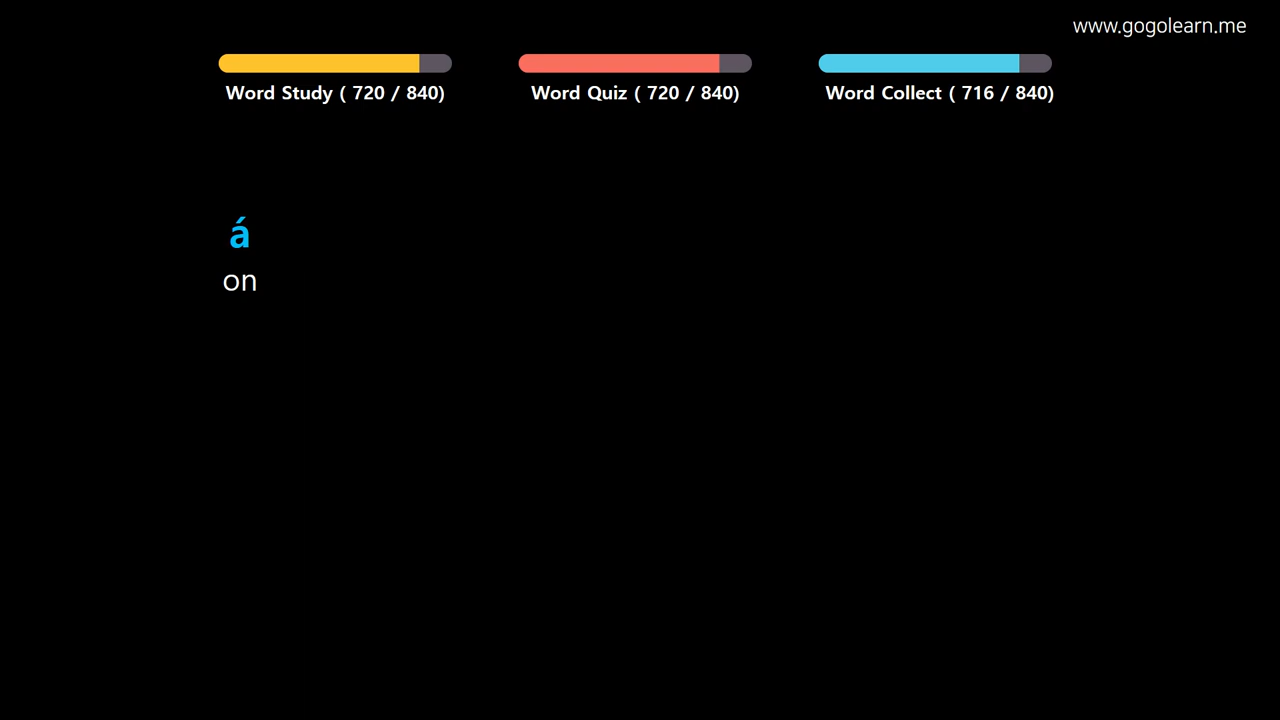 www.gogolearn.me
Word Study ( 720 / 840)
Word Quiz ( 720 / 840)
Word Collect ( 716 / 840)
á
on